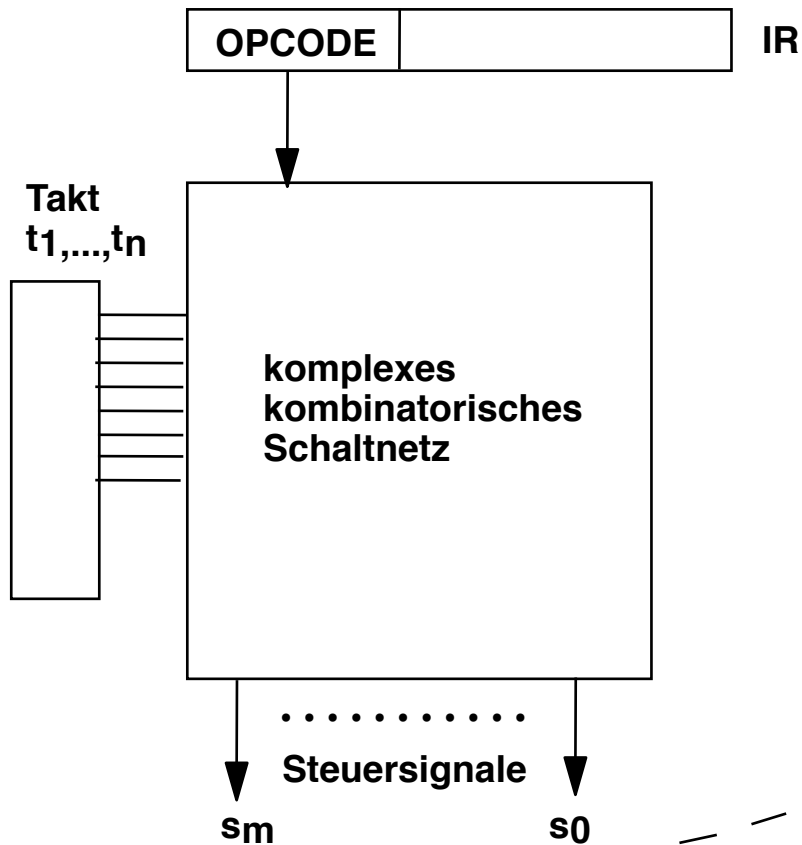 OPCODE
IR
Takt
t1,...,tn
komplexes
kombinatorisches
Schaltnetz
Steuersignale
sm
s0